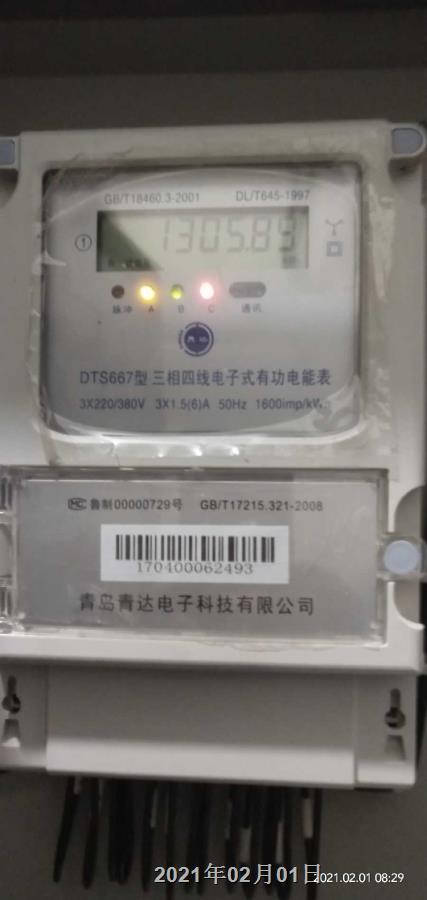 GB/T18460.3-2001 DL/T645-1997
1
1305.89
脉冲 A B C 通讯
DTS667型 三相四线电子式有功电能表
3X220/380V 3X1.5(6)A 50Hz 1600imp/kWh
MC 鲁制00000729号 GB/T17215.321-2008
170400062493
青岛青达电子科技有限公司
2021年02月01日
2021.02.01 08:29